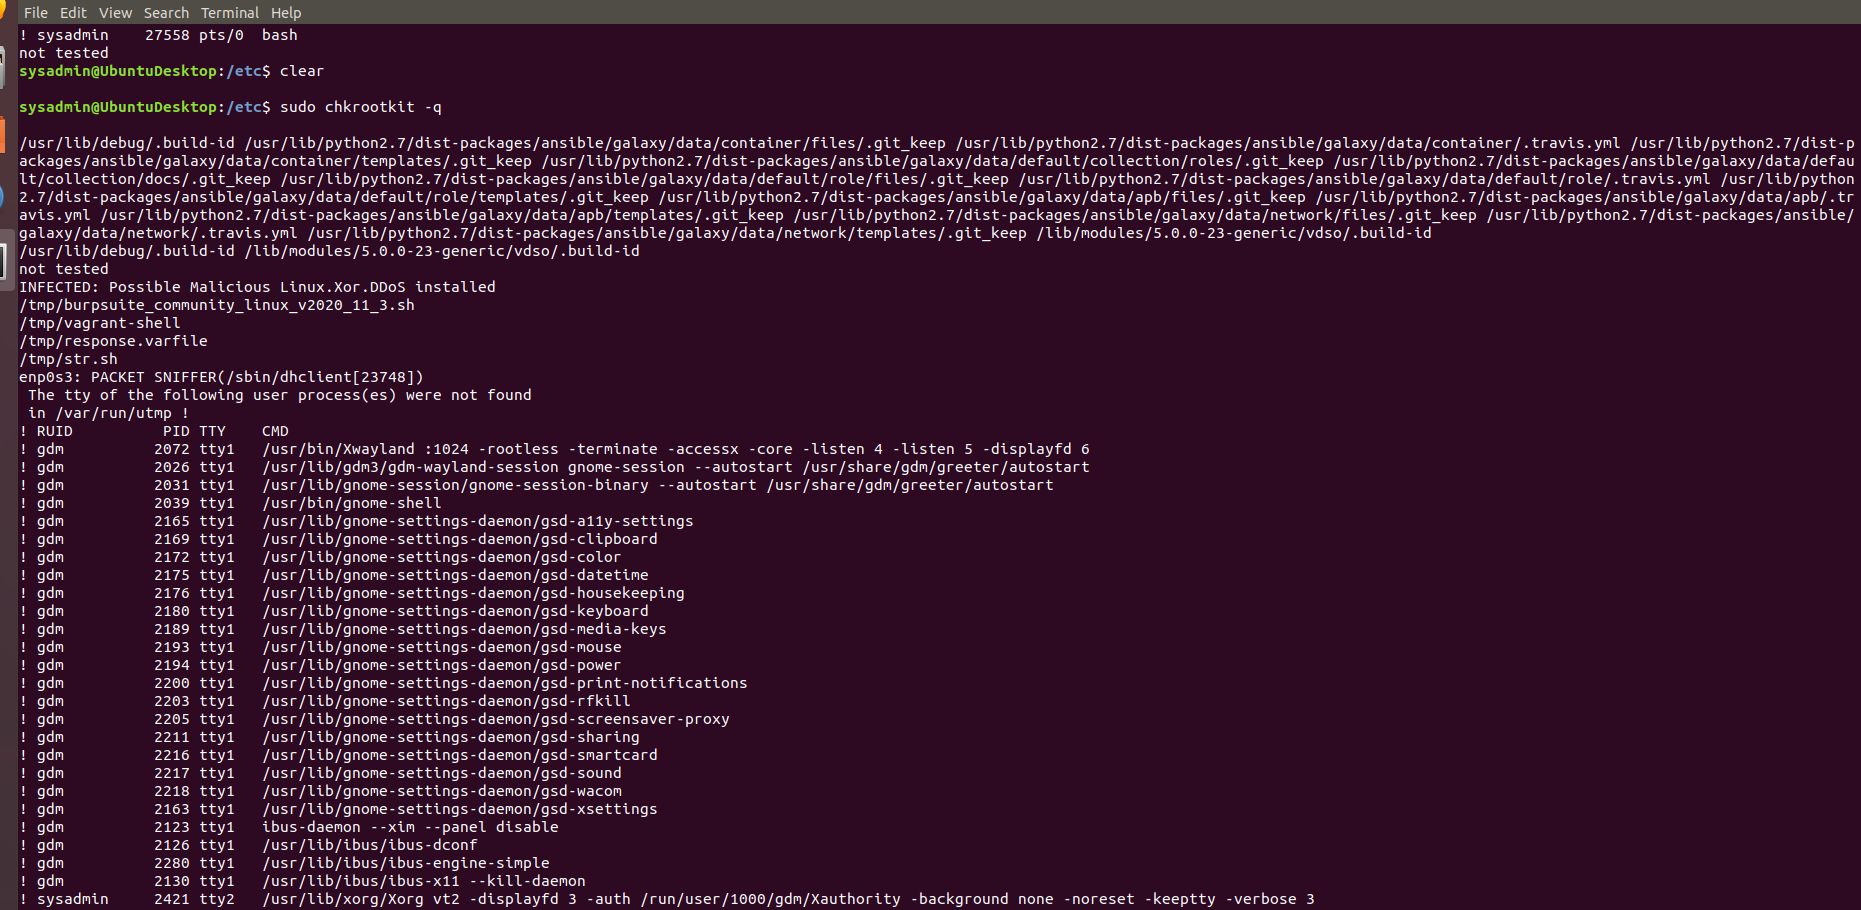 File Edit View Search Terminal Help
! sysadmin    27558 pts/0  bash
not tested
sysadmin@UbuntuDesktop:/etc$ clear
sysadmin@UbuntuDesktop:/etc$ sudo chkrootkit -q
/usr/lib/debug/.build-id /usr/lib/python2.7/dist-packages/ansible/galaxy/data/container/files/.git_keep /usr/lib/python2.7/dist-packages/ansible/galaxy/data/container/.travis.yml /usr/lib/python2.7/dist-p
ackages/ansible/galaxy/data/container/templates/.git_keep /usr/lib/python2.7/dist-packages/ansible/galaxy/data/default/collection/roles/.git_keep /usr/lib/python2.7/dist-packages/ansible/galaxy/data/defau
lt/collection/docs/.git_keep /usr/lib/python2.7/dist-packages/ansible/galaxy/data/default/role/files/.git_keep /usr/lib/python2.7/dist-packages/ansible/galaxy/data/default/role/.travis.yml /usr/lib/python
2.7/dist-packages/ansible/galaxy/data/default/role/templates/.git_keep /usr/lib/python2.7/dist-packages/ansible/galaxy/data/apb/files/.git_keep /usr/lib/python2.7/dist-packages/ansible/galaxy/data/apb/.tr
avis.yml /usr/lib/python2.7/dist-packages/ansible/galaxy/data/apb/templates/.git_keep /usr/lib/python2.7/dist-packages/ansible/galaxy/data/network/files/.git_keep /usr/lib/python2.7/dist-packages/ansible/
galaxy/data/network/.travis.yml /usr/lib/python2.7/dist-packages/ansible/galaxy/data/network/templates/.git_keep /lib/modules/5.0.0-23-generic/vdso/.build-id
/usr/lib/debug/.build-id /lib/modules/5.0.0-23-generic/vdso/.build-id
not tested
INFECTED: Possible Malicious Linux.Xor.DDoS installed
/tmp/burpsuite_community_linux_v2020_11_3.sh
/tmp/vagrant-shell
/tmp/response.varfile
/tmp/str.sh
enp0s3: PACKET SNIFFER(/sbin/dhclient[23748])
 The tty of the following user process(es) were not found
 in /var/run/utmp !
! RUID          PID TTY    CMD
! gdm          2072 tty1   /usr/bin/Xwayland :1024 -rootless -terminate -accessx -core -listen 4 -listen 5 -displayfd 6
! gdm          2026 tty1   /usr/lib/gdm3/gdm-wayland-session gnome-session --autostart /usr/share/gdm/greeter/autostart
! gdm          2031 tty1   /usr/lib/gnome-session/gnome-session-binary --autostart /usr/share/gdm/greeter/autostart
! gdm          2039 tty1   /usr/bin/gnome-shell
! gdm          2165 tty1   /usr/lib/gnome-settings-daemon/gsd-a11y-settings
! gdm          2169 tty1   /usr/lib/gnome-settings-daemon/gsd-clipboard
! gdm          2172 tty1   /usr/lib/gnome-settings-daemon/gsd-color
! gdm          2175 tty1   /usr/lib/gnome-settings-daemon/gsd-datetime
! gdm          2176 tty1   /usr/lib/gnome-settings-daemon/gsd-housekeeping
! gdm          2180 tty1   /usr/lib/gnome-settings-daemon/gsd-keyboard
! gdm          2189 tty1   /usr/lib/gnome-settings-daemon/gsd-media-keys
! gdm          2193 tty1   /usr/lib/gnome-settings-daemon/gsd-mouse
! gdm          2194 tty1   /usr/lib/gnome-settings-daemon/gsd-power
! gdm          2200 tty1   /usr/lib/gnome-settings-daemon/gsd-print-notifications
! gdm          2203 tty1   /usr/lib/gnome-settings-daemon/gsd-rfkill
! gdm          2205 tty1   /usr/lib/gnome-settings-daemon/gsd-screensaver-proxy
! gdm          2211 tty1   /usr/lib/gnome-settings-daemon/gsd-sharing
! gdm          2216 tty1   /usr/lib/gnome-settings-daemon/gsd-smartcard
! gdm          2217 tty1   /usr/lib/gnome-settings-daemon/gsd-sound
! gdm          2218 tty1   /usr/lib/gnome-settings-daemon/gsd-wacom
! gdm          2163 tty1   /usr/lib/gnome-settings-daemon/gsd-xsettings
! gdm          2123 tty1   ibus-daemon --xim --panel disable
! gdm          2126 tty1   /usr/lib/ibus/ibus-dconf
! gdm          2280 tty1   /usr/lib/ibus/ibus-engine-simple
! gdm          2130 tty1   /usr/lib/ibus/ibus-x11 --kill-daemon
! sysadmin     2421 tty2   /usr/lib/xorg/Xorg vt2 -displayfd 3 -auth /run/user/1000/gdm/Xauthority -background none -noreset -keeptty -verbose 3